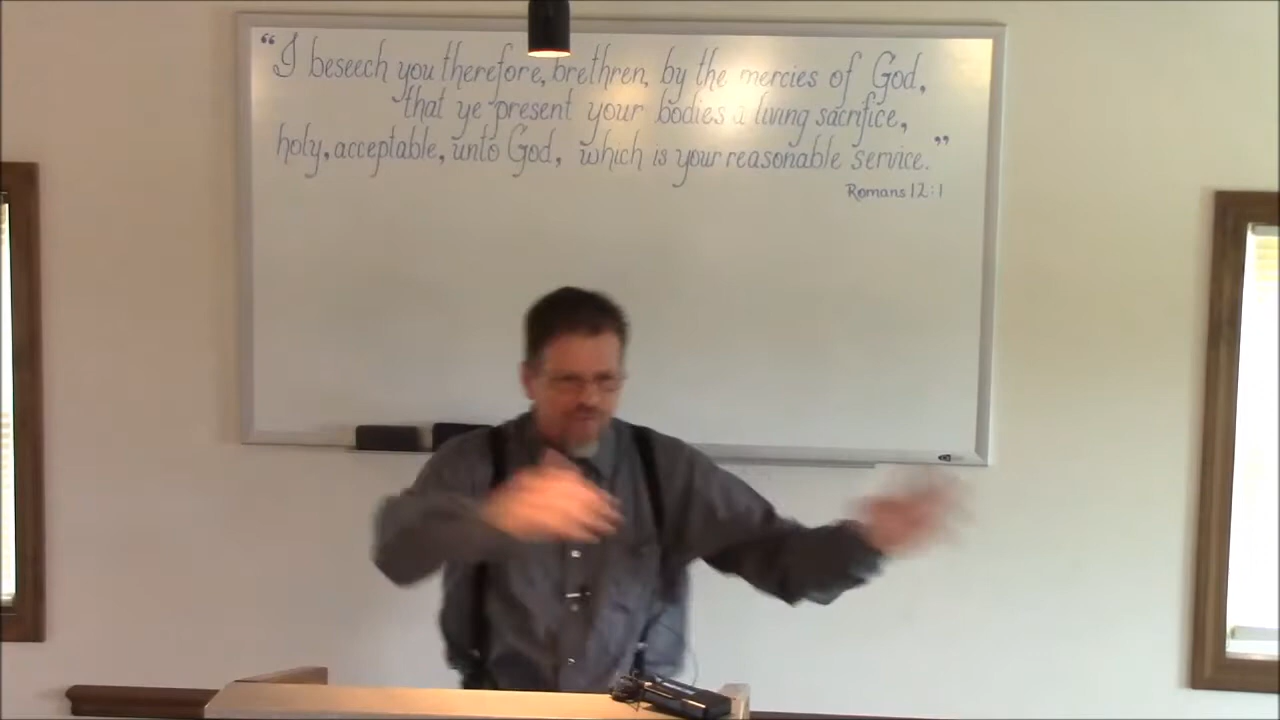 “I beseech you therefore, brethren, by the mercies of God,
that ye present your bodies a living sacrifice,
holy, acceptable, unto God, which is your reasonable service.”
Romans 12:1